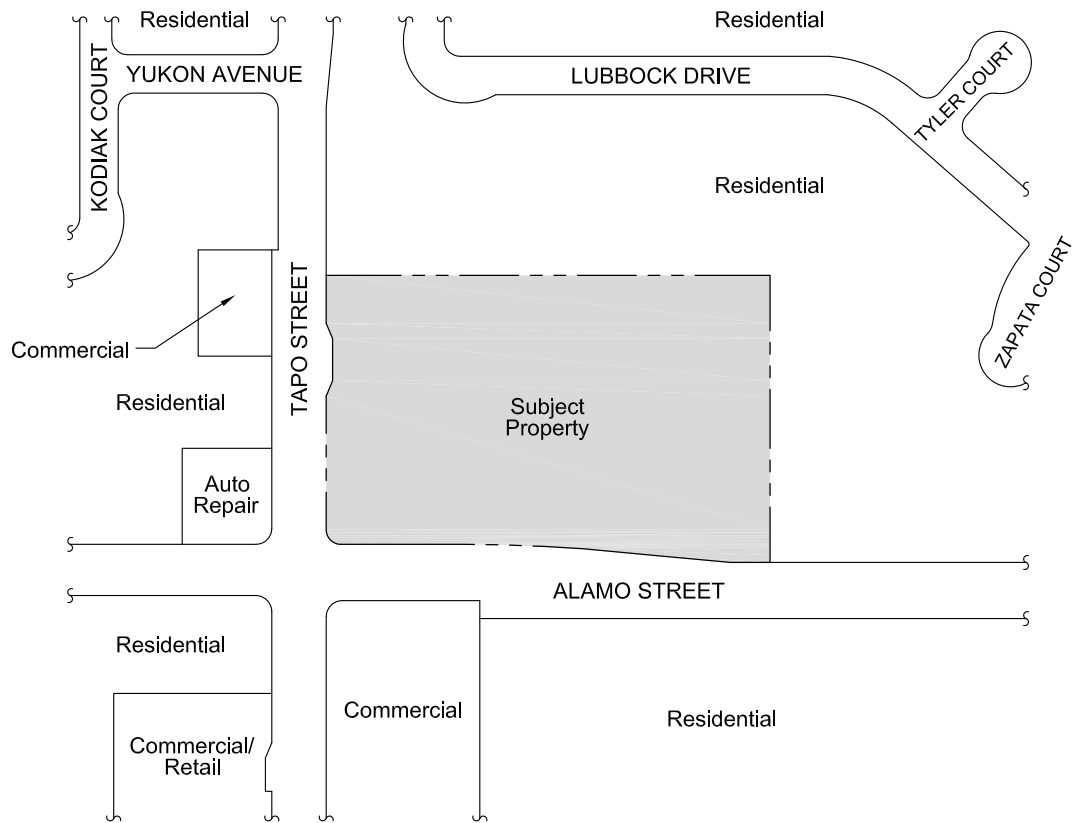 Residential
Residential
YUKON AVENUE
LUBBOCK DRIVE
TYLER COURT
KODIAK COURT
Residential
ZAPATA COURT
TAPO STREET
Commercial
Residential
Subject
Property
Auto
Repair
ALAMO STREET
Residential
Commercial
Residential
Commercial/
Retail